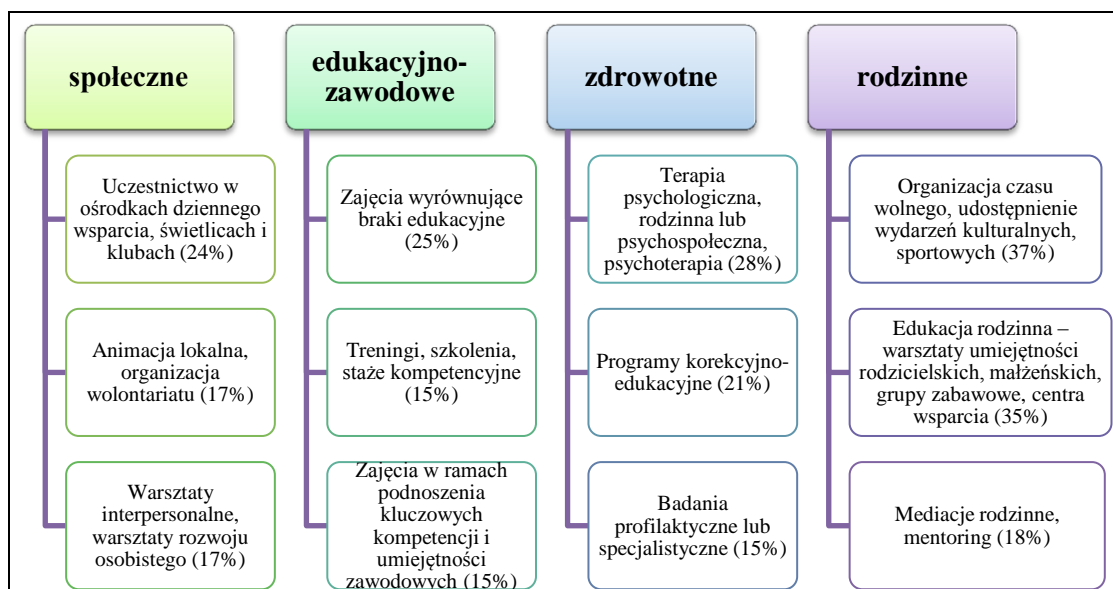 społeczne
Uczestnictwo w
ośrodkach dziennego
wsparcia, świetlicach i
klubach (24%)
Animacja lokalna,
organizacja
wolontariatu (17%)
Warsztaty
interpersonalne,
warsztaty rozwoju
osobistego (17%)
edukacyjno-
zawodowe
Zajęcia wyrównujące
braki edukacyjne
(25%)
Treningi, szkolenia,
staże kompetencyjne
(15%)
Zajęcia w ramach
podnoszenia
kluczowych
kompetencji i
umiejętności
zawodowych (15%)
zdrowotne
Terapia
psychologiczna,
rodzinna lub
psychospołeczna,
psychoterapia (28%)
Programy korekcyjno-
edukacyjne (21%)
Badania
profilaktyczne lub
specjalistyczne (15%)
rodzinne
Organizacja czasu
wolnego, udostępnienie
wydarzeń kulturalnych,
sportowych (37%)
Edukacja rodzinna –
warsztaty umiejętności
rodzicielskich, małżeńskich,
grupy zabawowe, centra
wsparcia (35%)
Mediacje rodzinne,
mentoring (18%)